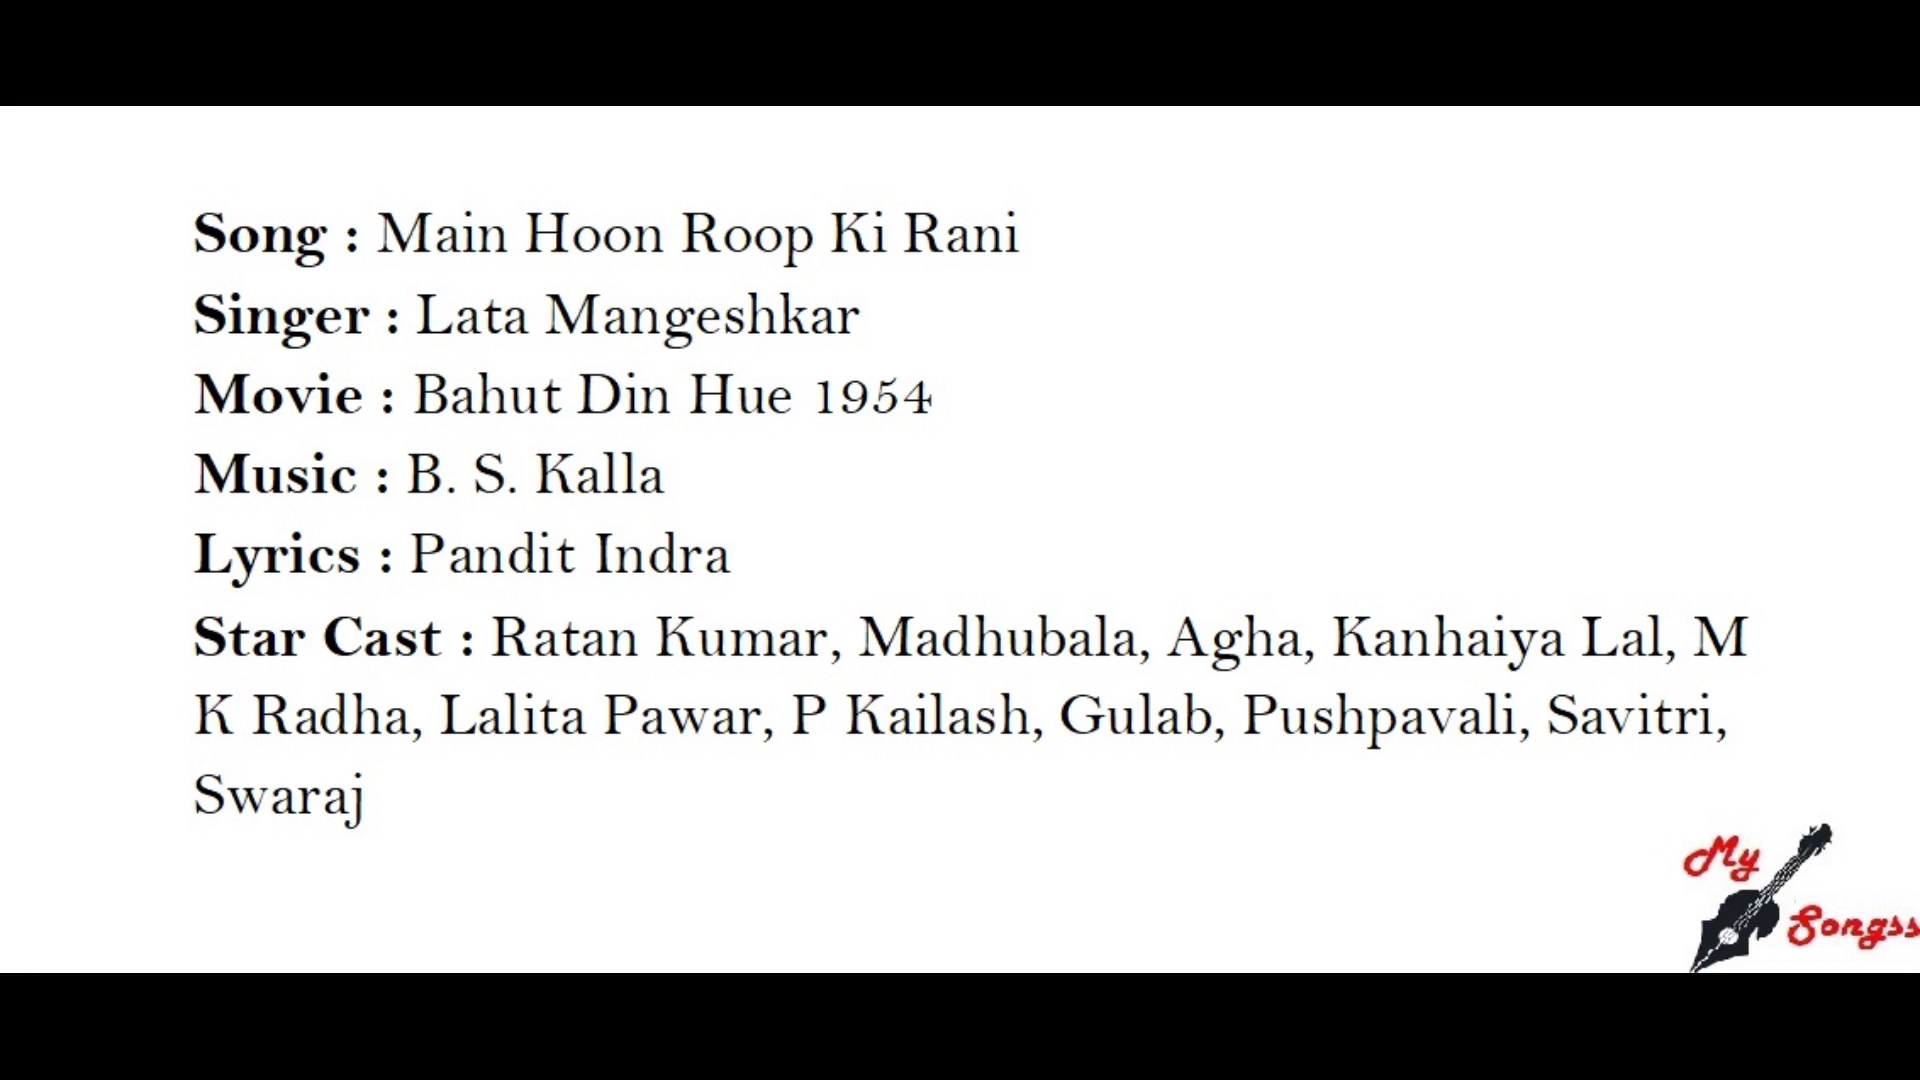 Song : Main Hoon Roop Ki Rani
Singer : Lata Mangeshkar
Movie : Bahut Din Hue 1954
Music : B. S. Kalla
Lyrics : Pandit Indra
Star Cast : Ratan Kumar, Madhubala, Agha, Kanhaiya Lal, M
K Radha, Lalita Pawar, P Kailash, Gulab, Pushpavali, Savitri,
Swaraj
My
Songss